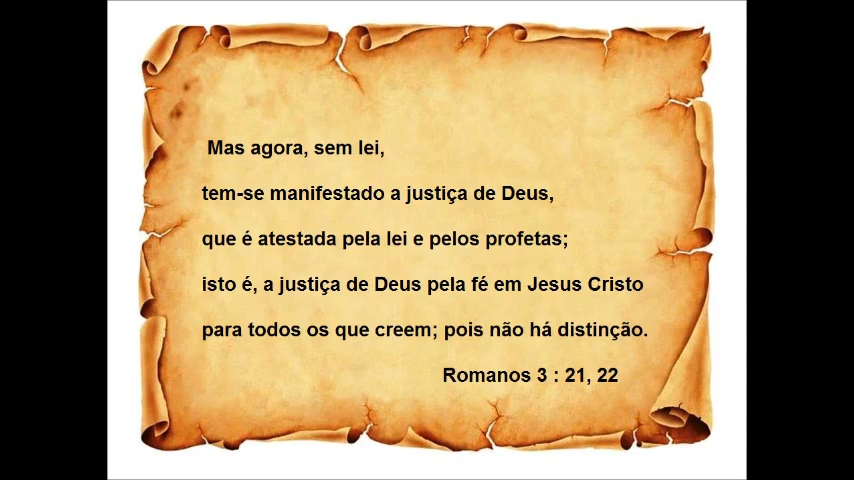 Mas agora, sem lei,
tem-se manifestado a justiça de Deus,
que é atestada pela lei e pelos profetas;
isto é, a justiça de Deus pela fé em Jesus Cristo
para todos os que creem; pois não há distinção.
Romanos 3 : 21, 22